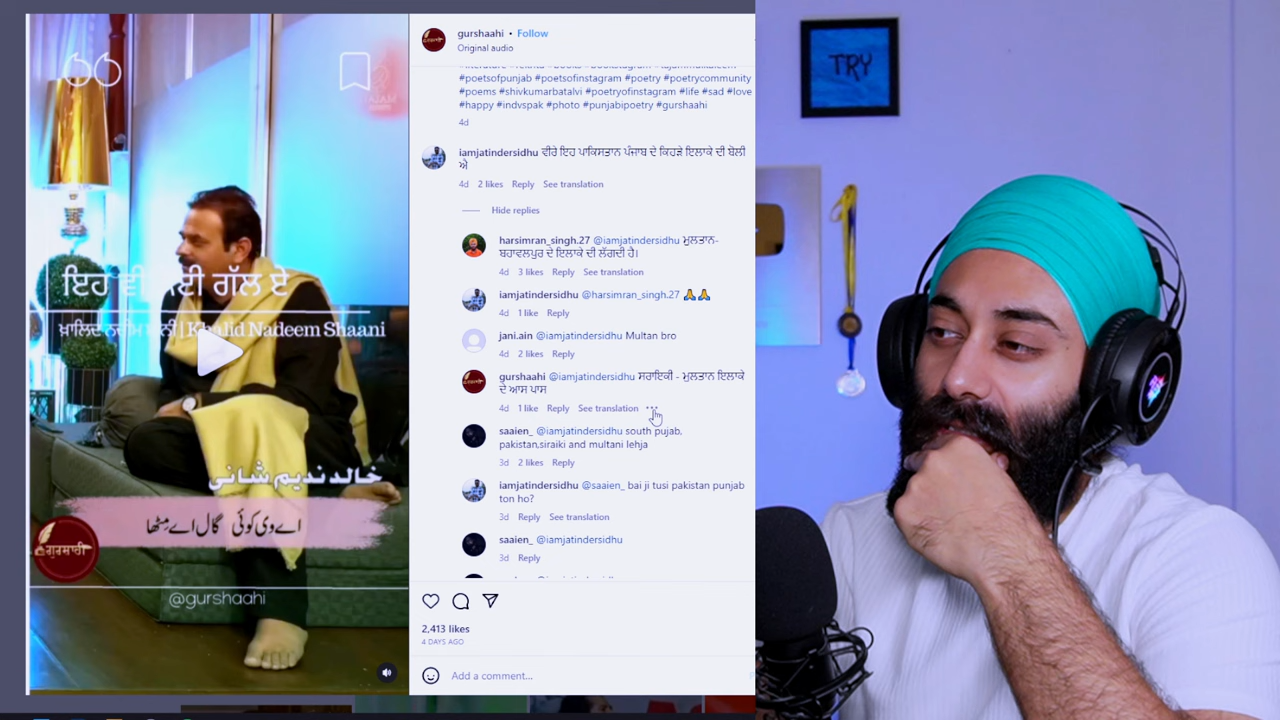 ਇਹ ਵੀ ਕੋਈ ਗੱਲ ਏ
ਖ਼ਾਲਿਦ ਨਦੀਮ ਸ਼ਾਨੀ | Khalid Nadeem Shaani
خالد ندیم شانی
اے وی کوئی گال اے مٹھا
ਗੁਰਸ਼ਾਹੀ
@gurshaahi
gurshaahi • Follow
Original audio
#poetsofpunjab #poetsofinstagram #poetry #poetrycommunity
#poems #shivkumarbatalvi #poetryofinstagram #life #sad #love
#happy #indvspak #photo #punjabipoetry #gurshaahi
4d
iamjatindersidhu ਵੀਰੇ ਇਹ ਪਾਕਿਸਤਾਨ ਪੰਜਾਬ ਦੇ ਕਿਹੜੇ ਇਲਾਕੇ ਦੀ ਬੋਲੀ
ਐ
4d 2 likes Reply See translation
Hide replies
harsimran_singh.27 @iamjatindersidhu ਮੁਲਤਾਨ-
ਬਹਾਵਲਪੁਰ ਦੇ ਇਲਾਕੇ ਦੀ ਲੱਗਦੀ ਹੈ।
4d 3 likes Reply See translation
iamjatindersidhu @harsimran_singh.27 🙏🙏
4d 1 like Reply
jani.ain @iamjatindersidhu Multan bro
4d 2 likes Reply
gurshaahi @iamjatindersidhu ਸਰਾਇਕੀ - ਮੁਲਤਾਨ ਇਲਾਕੇ
ਦੇ ਆਸ ਪਾਸ
4d 1 like Reply See translation ...
saaien_ @iamjatindersidhu south pujab,
pakistan,siraiki and multani lehja
3d 2 likes Reply
iamjatindersidhu @saaien_ bai ji tusi pakistan punjab
ton ho?
3d Reply See translation
saaien_ @iamjatindersidhu
3d Reply
2,413 likes
4 DAYS AGO
Add a comment...
TRY